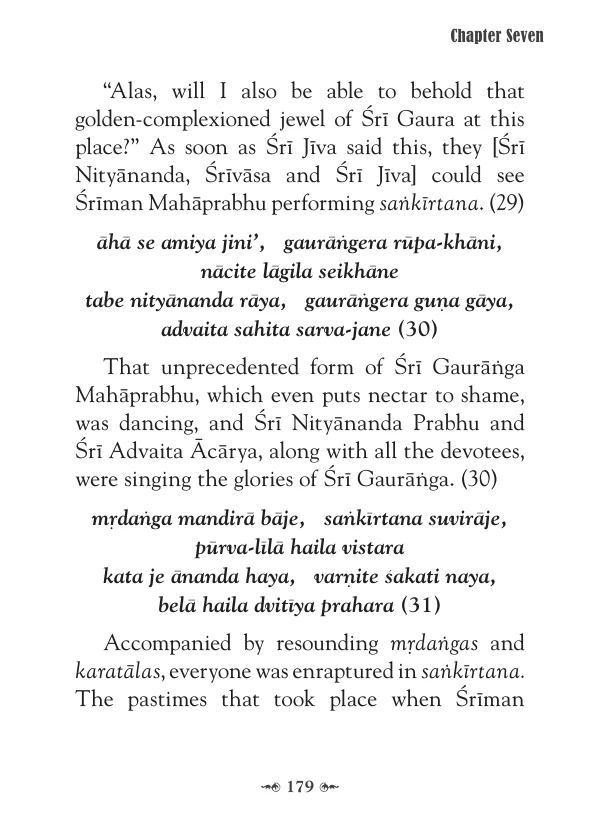 Chapter Seven
“Alas, will I also be able to behold that
golden-complexioned jewel of Śrī Gaura at this
place?” As soon as Śrī Jīva said this, they [Śrī
Nityānanda, Śrīvāsa and Śrī Jīva] could see
Śrīman Mahāprabhu performing saṅkīrtana. (29)
āhā se amiya jini’, gaurāṅgera rūpa-khāni,
nācite lāgila seikhāne
tabe nityānanda rāya, gaurāṅgera guṇa gāya,
advaita sahita sarva-jane (30)
That unprecedented form of Śrī Gaurāṅga
Mahāprabhu, which even puts nectar to shame,
was dancing, and Śrī Nityānanda Prabhu and
Śrī Advaita Ācārya, along with all the devotees,
were singing the glories of Śrī Gaurāṅga. (30)
mṛdaṅga mandirā bāje, saṅkīrtana suvirāje,
pūrva-līlā haila vistara
kata je ānanda haya, varṇite śakati naya,
belā haila dvitīya prahara (31)
Accompanied by resounding mṛdaṅgas and
karatālas, everyone was enraptured in saṅkīrtana.
The pastimes that took place when Śrīman
179